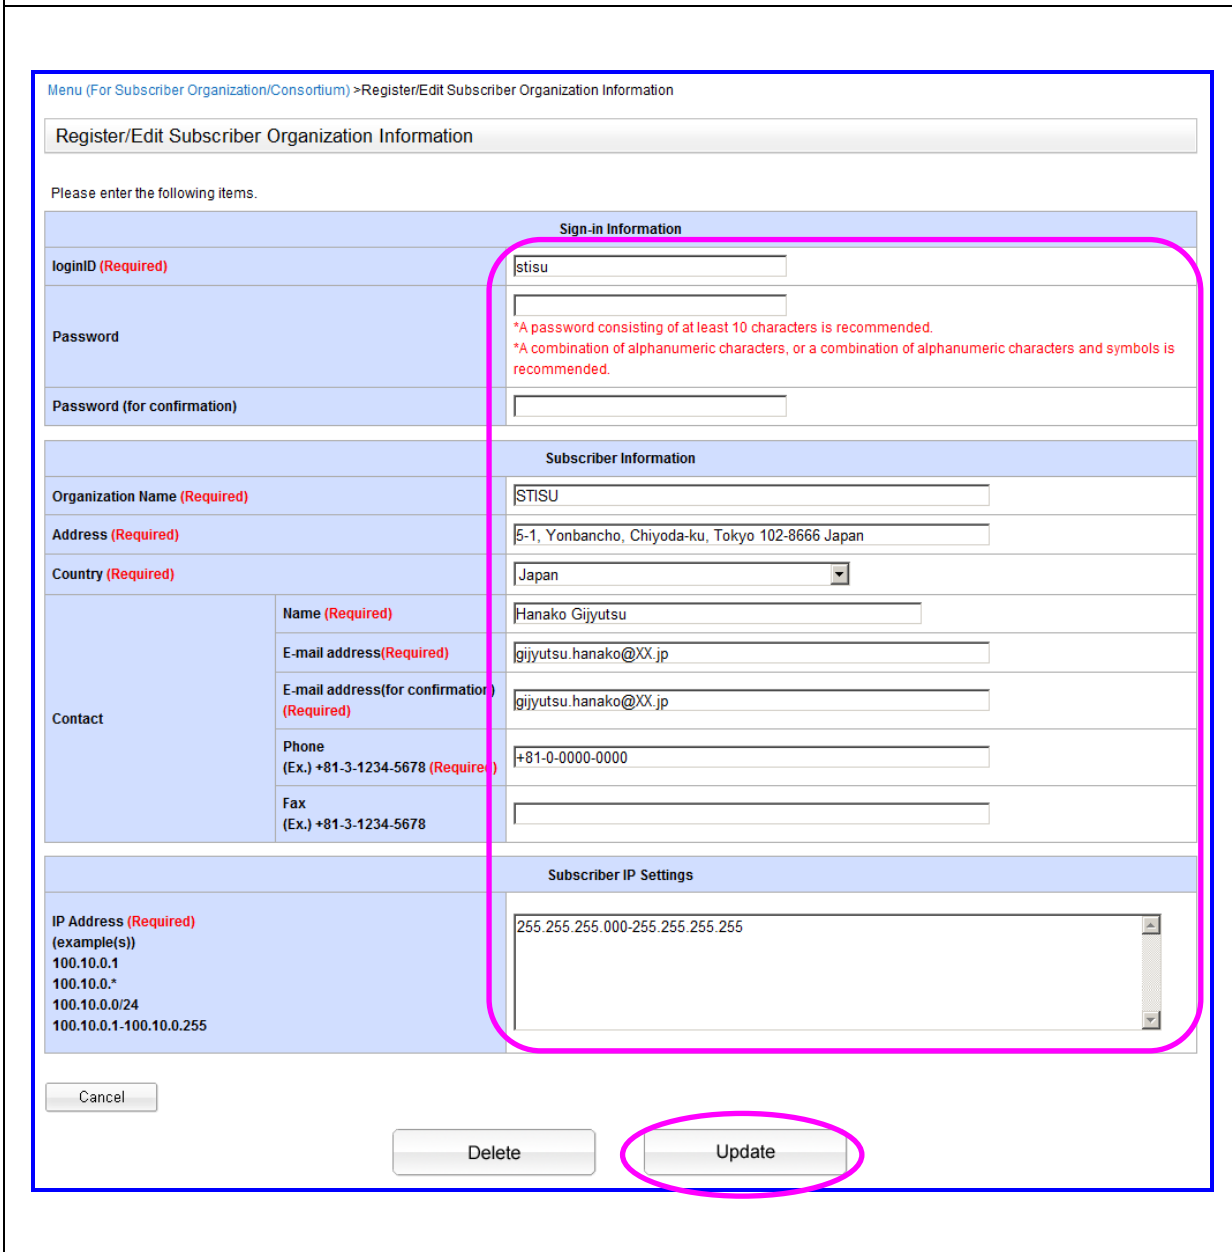 Menu (For Subscriber Organization/Consortium) >Register/Edit Subscriber Organization Information
Register/Edit Subscriber Organization Information
Please enter the following items.
Sign-in Information
loginID (Required)
stisu
Password
*A password consisting of at least 10 characters is recommended.
*A combination of alphanumeric characters, or a combination of alphanumeric characters and symbols is
recommended.
Password (for confirmation)
Subscriber Information
Organization Name (Required)
STISU
Address (Required)
5-1, Yonbancho, Chiyoda-ku, Tokyo 102-8666 Japan
Country (Required)
Japan
Contact
Name (Required)
Hanako Gijyutsu
E-mail address(Required)
gijyutsu.hanako@XX.jp
E-mail address(for confirmation)
(Required)
gijyutsu.hanako@XX.jp
Phone
(Ex.) +81-3-1234-5678 (Required)
+81-0-0000-0000
Fax
(Ex.) +81-3-1234-5678
Subscriber IP Settings
IP Address (Required)
(example(s))
100.10.0.1
100.10.0.*
100.10.0.0/24
100.10.0.1-100.10.0.255
255.255.255.000-255.255.255.255
Cancel
Delete
Update